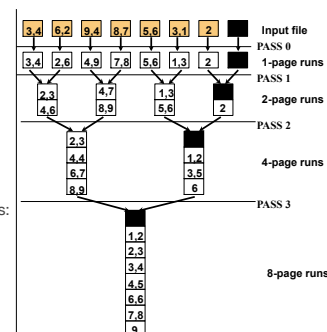 3,4 6,2 9,4 8,7 5,6 3,1 2 Input file
PASS 0
3,4 2,6 4,9 7,8 5,6 1,3 2 1-page runs
PASS 1
2,3 4,7 1,3 2-page runs
4,6 8,9 5,6 2
PASS 2
2,3
4,4 1,2 4-page runs
6,7 3,5
8,9 6
PASS 3
s:
1,2
2,3
3,4 8-page runs
4,5
6,6
7,8
9